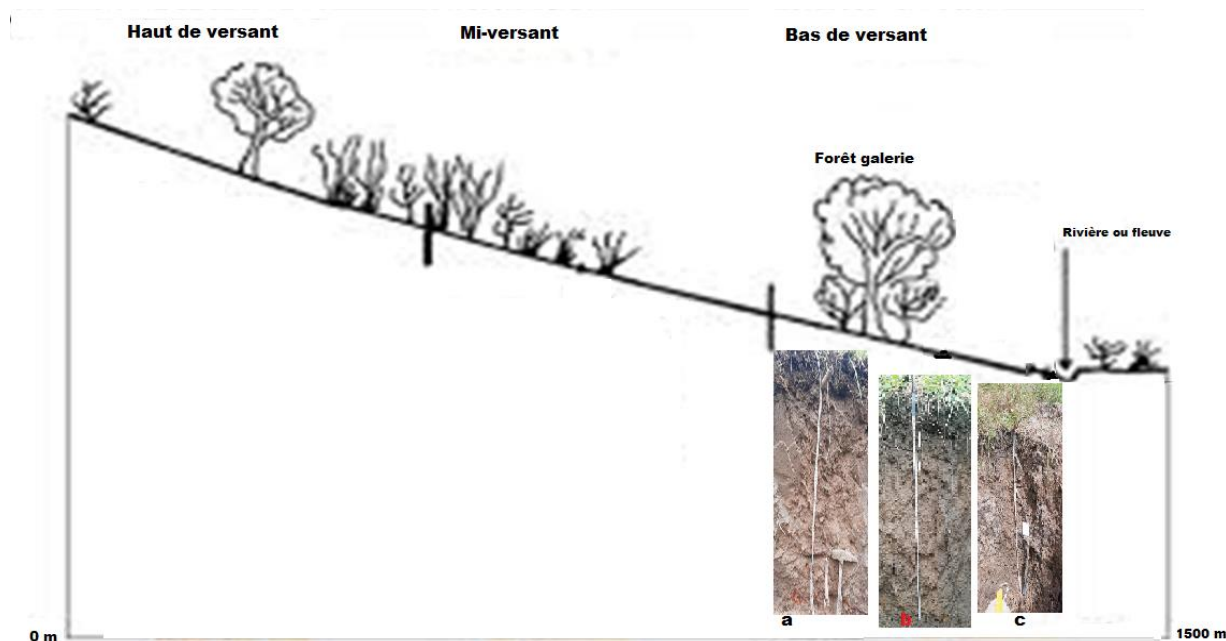 Haut de versant
Mi-versant
Bas de versant
Forêt galerie
Rivière ou fleuve
a
b
c
0 m
1500 m